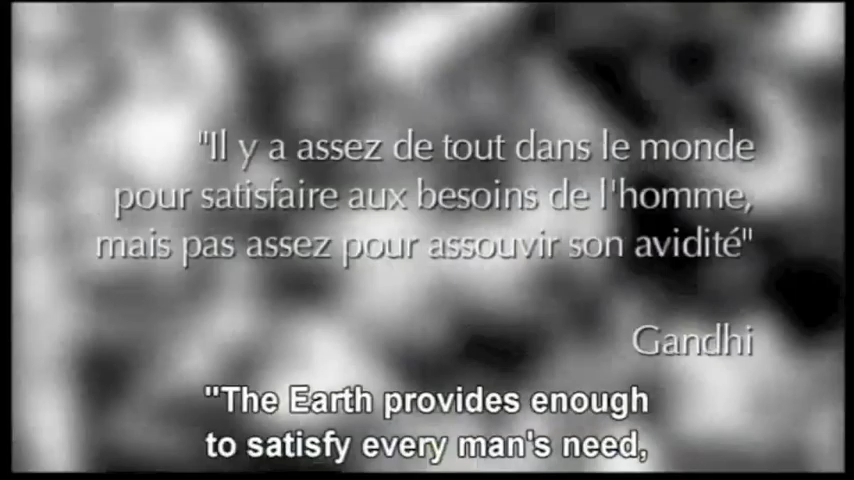 "Il y a assez de tout dans le monde
pour satisfaire aux besoins de l'homme,
mais pas assez pour assouvir son avidité"
Gandhi
"The Earth provides enough
to satisfy every man's need,